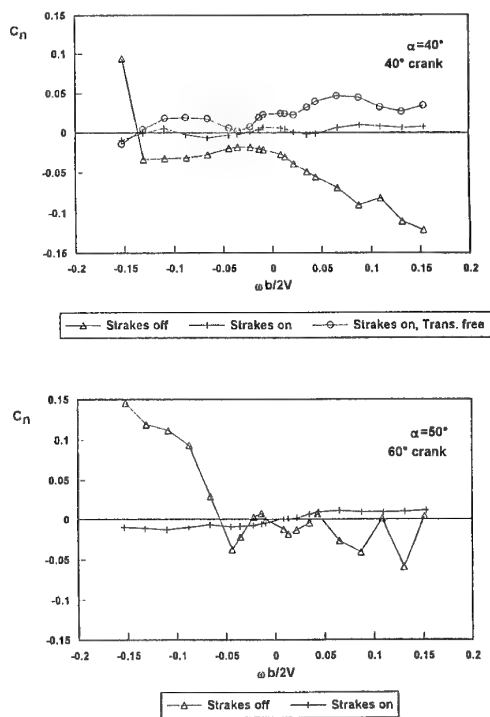 Cn
0.15
α=40°
40° crank
0.1
0.05
0
-0.05
-0.1
0.15
-0.2 -0.15 -0.1 -0.05 0 0.05 0.1 0.15 0.2
ωb/2V
Strakes off Strakes on Strakes on, Trans. free
Cn
0.15
α=50°
60° crank
0.1
0.05
0
-0.05
-0.1
-0.15
-0.2 -0.15 -0.1 -0.05 0 0.05 0.1 0.15 0.2
ωb/2V
Strakes off Strakes on